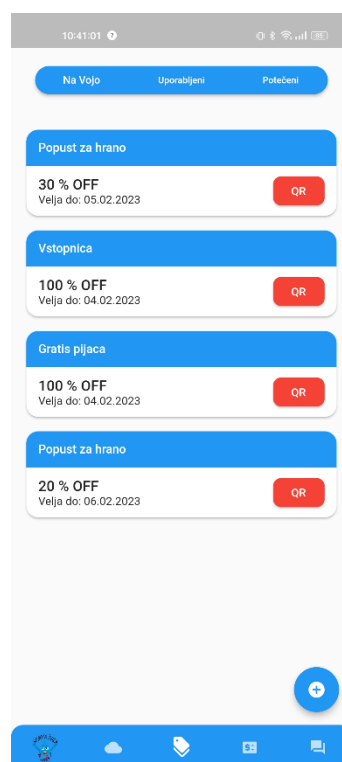 10:41:01
Na Vojo
Uporabljeni
Potečeni
Popust za hrano
30 % OFF
Velja do: 05.02.2023
QR
Vstopnica
100 % OFF
Velja do: 04.02.2023
QR
Gratis pijaca
100 % OFF
Velja do: 04.02.2023
QR
Popust za hrano
20 % OFF
Velja do: 06.02.2023
QR